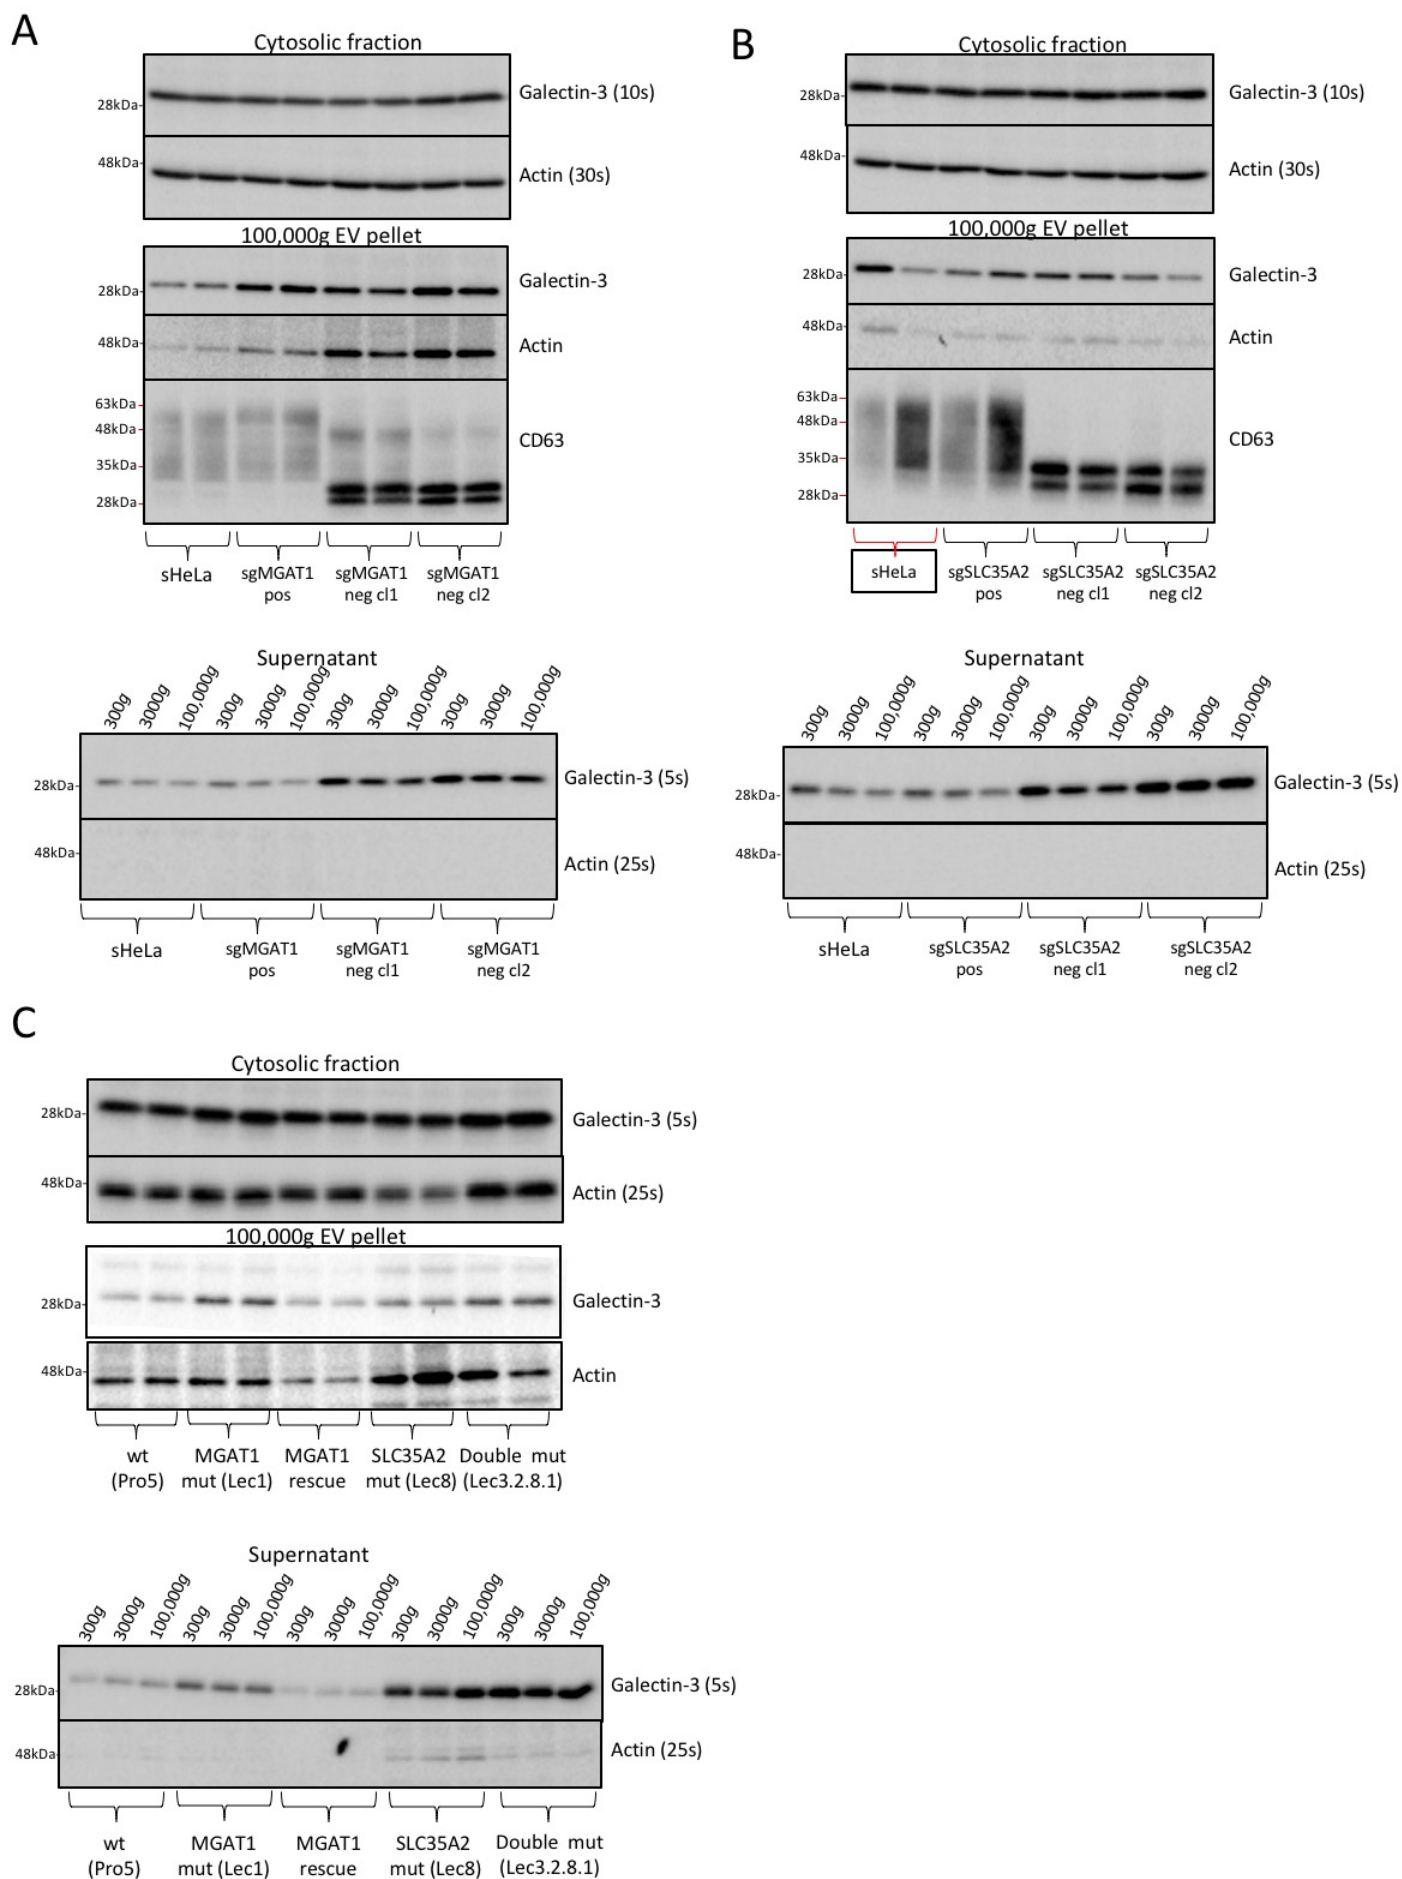 A
Cytosolic fraction
28kDa-
Galectin-3 (10s)
48kDa-
Actin (30s)
100,000g EV pellet
28kDa-
Galectin-3
48kDa-
Actin
63kDa-
48kDa-
35kDa-
28kDa-
CD63
sHeLa
sgMGAT1
pos
sgMGAT1
neg cl1
sgMGAT1
neg cl2
Supernatant
300g 3000g 100,000g 300g 3000g 100,000g 300g 3000g 100,000g 300g 3000g 100,000g
28kDa-
Galectin-3 (5s)
48kDa-
Actin (25s)
sHeLa
sgMGAT1
pos
sgMGAT1
neg cl1
sgMGAT1
neg cl2
B
Cytosolic fraction
28kDa-
Galectin-3 (10s)
48kDa-
Actin (30s)
100,000g EV pellet
28kDa-
Galectin-3
48kDa-
Actin
63kDa-
48kDa-
35kDa-
28kDa-
CD63
sHeLa
sgSLC35A2
pos
sgSLC35A2
neg cl1
sgSLC35A2
neg cl2
Supernatant
300g 3000g 100,000g 300g 3000g 100,000g 300g 3000g 100,000g 300g 3000g 100,000g
28kDa-
Galectin-3 (5s)
48kDa-
Actin (25s)
sHeLa
sgSLC35A2
pos
sgSLC35A2
neg cl1
sgSLC35A2
neg cl2
C
Cytosolic fraction
28kDa-
Galectin-3 (5s)
48kDa-
Actin (25s)
100,000g EV pellet
28kDa-
Galectin-3
48kDa-
Actin
wt
(Pro5)
MGAT1
mut (Lec1)
MGAT1
rescue
SLC35A2
mut (Lec8)
Double mut
(Lec3.2.8.1)
Supernatant
300g 3000g 100,000g 300g 3000g 100,000g 300g 3000g 100,000g 300g 3000g 100,000g 300g 3000g 100,000g
28kDa-
Galectin-3 (5s)
48kDa-
Actin (25s)
wt
(Pro5)
MGAT1
mut (Lec1)
MGAT1
rescue
SLC35A2
mut (Lec8)
Double mut
(Lec3.2.8.1)